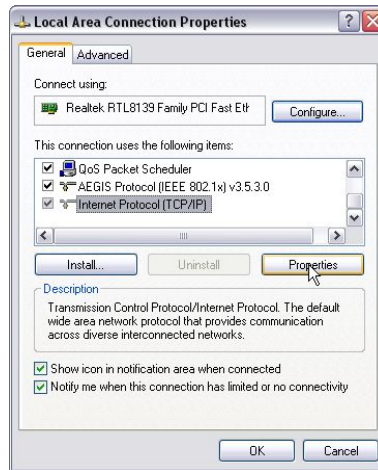 Local Area Connection Properties
General
Advanced
Connect using:
Realtek RTL8139 Family PCI Fast Eth
Configure...
This connection uses the following items:
QoS Packet Scheduler
AEGIS Protocol (IEEE 802.1x) v3.5.3.0
Internet Protocol (TCP/IP)
Install...
Uninstall
Properties
Description
Transmission Control Protocol/Internet Protocol. The default
wide area network protocol that provides communication
across diverse interconnected networks.
Show icon in notification area when connected
Notify me when this connection has limited or no connectivity
OK
Cancel